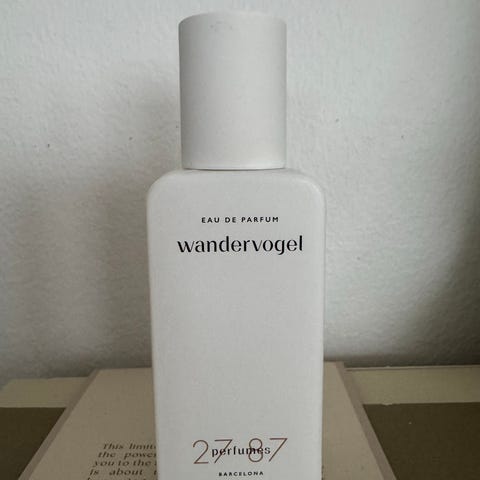 EAU DE PARFUM
wandervogel
27 87
perfumes
BARCELONA
This limit
the powe
you to the
is about